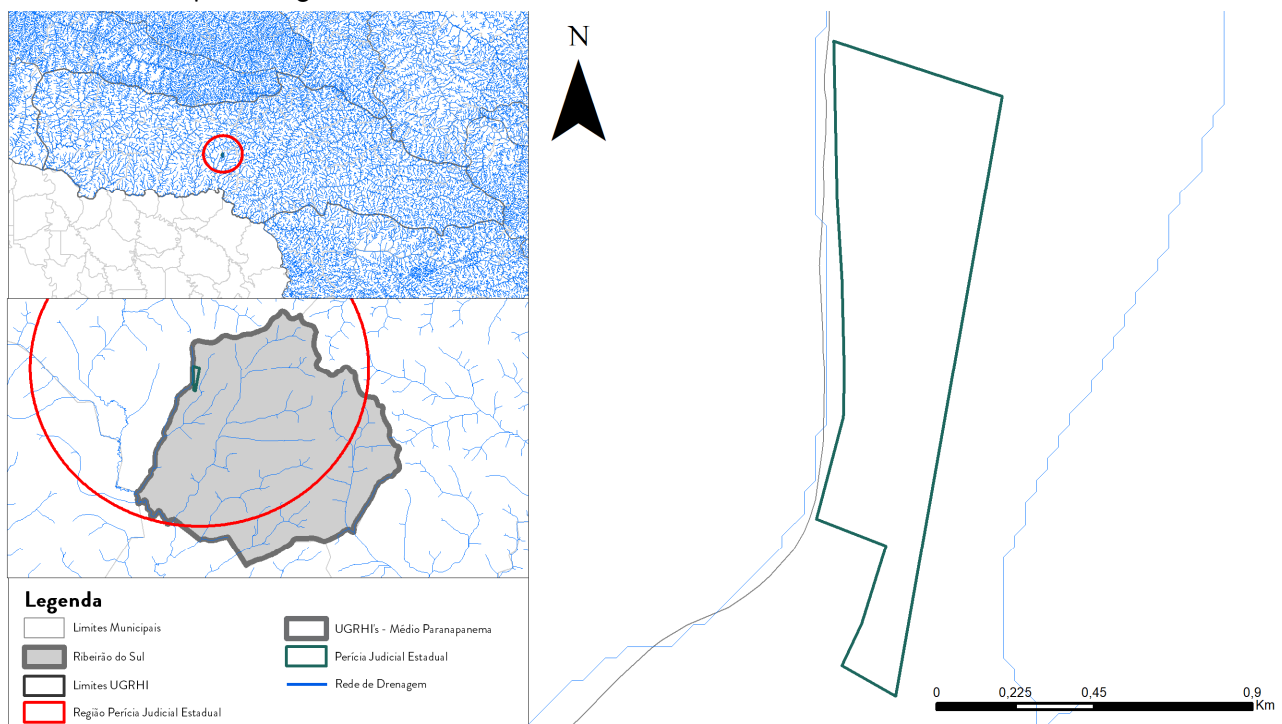 N
Legenda
Limites Municipais
Ribeirão do Sul
Limites UGRHI
Região Perícia Judicial Estadual
UGRHI's - Médio Paranapanema
Perícia Judicial Estadual
Rede de Drenagem
0 0,225 0,45 0,9
Km